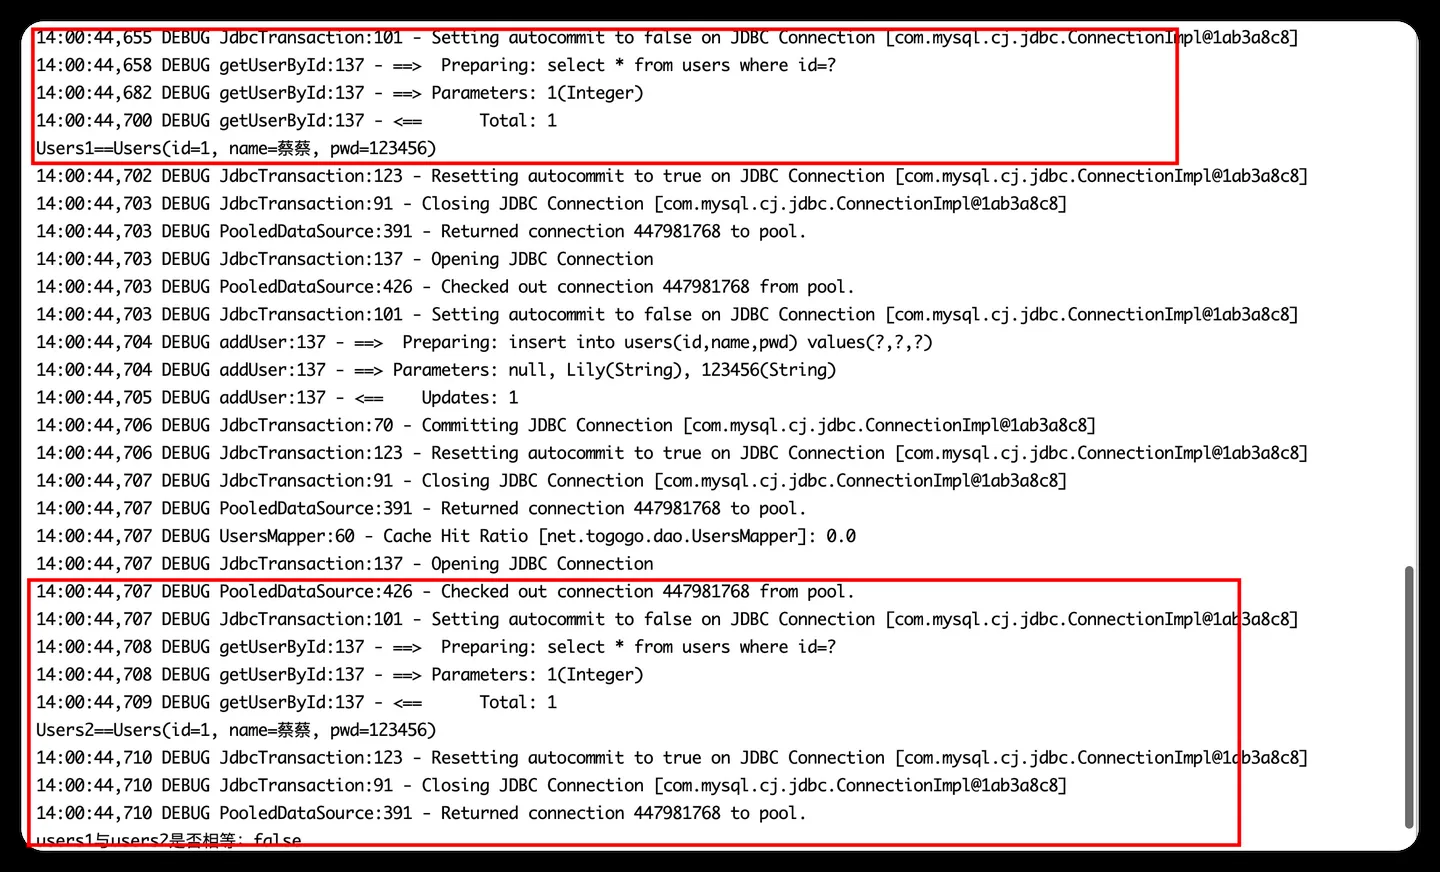 14:00:44,655 DEBUG JdbcTransaction:101 - Setting autocommit to false on JDBC Connection [com.mysql.cj.jdbc.ConnectionImpl@1ab3a8c8]
14:00:44,658 DEBUG getUserById:137 - ==>  Preparing: select * from users where id=?
14:00:44,682 DEBUG getUserById:137 - ==> Parameters: 1(Integer)
14:00:44,700 DEBUG getUserById:137 - <==      Total: 1
Users1==Users(id=1, name=蔡蔡, pwd=123456)
14:00:44,702 DEBUG JdbcTransaction:123 - Resetting autocommit to true on JDBC Connection [com.mysql.cj.jdbc.ConnectionImpl@1ab3a8c8]
14:00:44,703 DEBUG JdbcTransaction:91 - Closing JDBC Connection [com.mysql.cj.jdbc.ConnectionImpl@1ab3a8c8]
14:00:44,703 DEBUG PooledDataSource:391 - Returned connection 447981768 to pool.
14:00:44,703 DEBUG JdbcTransaction:137 - Opening JDBC Connection
14:00:44,703 DEBUG PooledDataSource:426 - Checked out connection 447981768 from pool.
14:00:44,703 DEBUG JdbcTransaction:101 - Setting autocommit to false on JDBC Connection [com.mysql.cj.jdbc.ConnectionImpl@1ab3a8c8]
14:00:44,704 DEBUG addUser:137 - ==>  Preparing: insert into users(id,name,pwd) values(?,?,?)
14:00:44,704 DEBUG addUser:137 - ==> Parameters: null, Lily(String), 123456(String)
14:00:44,705 DEBUG addUser:137 - <==    Updates: 1
14:00:44,706 DEBUG JdbcTransaction:70 - Committing JDBC Connection [com.mysql.cj.jdbc.ConnectionImpl@1ab3a8c8]
14:00:44,706 DEBUG JdbcTransaction:123 - Resetting autocommit to true on JDBC Connection [com.mysql.cj.jdbc.ConnectionImpl@1ab3a8c8]
14:00:44,707 DEBUG JdbcTransaction:91 - Closing JDBC Connection [com.mysql.cj.jdbc.ConnectionImpl@1ab3a8c8]
14:00:44,707 DEBUG PooledDataSource:391 - Returned connection 447981768 to pool.
14:00:44,707 DEBUG UsersMapper:60 - Cache Hit Ratio [net.togogo.dao.UsersMapper]: 0.0
14:00:44,707 DEBUG JdbcTransaction:137 - Opening JDBC Connection
14:00:44,707 DEBUG PooledDataSource:426 - Checked out connection 447981768 from pool.
14:00:44,707 DEBUG JdbcTransaction:101 - Setting autocommit to false on JDBC Connection [com.mysql.cj.jdbc.ConnectionImpl@1ab3a8c8]
14:00:44,708 DEBUG getUserById:137 - ==>  Preparing: select * from users where id=?
14:00:44,708 DEBUG getUserById:137 - ==> Parameters: 1(Integer)
14:00:44,709 DEBUG getUserById:137 - <==      Total: 1
Users2==Users(id=1, name=蔡蔡, pwd=123456)
14:00:44,710 DEBUG JdbcTransaction:123 - Resetting autocommit to true on JDBC Connection [com.mysql.cj.jdbc.ConnectionImpl@1ab3a8c8]
14:00:44,710 DEBUG JdbcTransaction:91 - Closing JDBC Connection [com.mysql.cj.jdbc.ConnectionImpl@1ab3a8c8]
14:00:44,710 DEBUG PooledDataSource:391 - Returned connection 447981768 to pool.
users1与users2是否相等：false